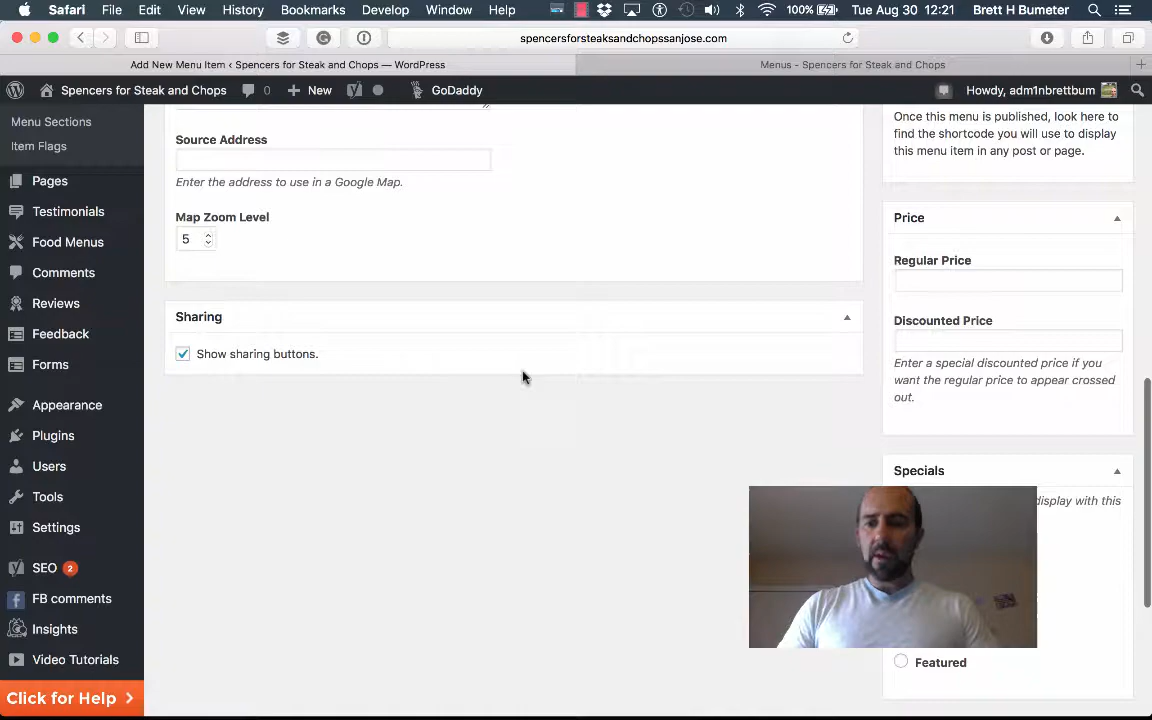 Safari File Edit View History Bookmarks Develop Window Help 100% Tue Aug 30 12:21 Brett H Bumeter
spencersforsteaksandchopssanjose.com
Add New Menu Item ‹ Spencers for Steak and Chops — WordPress
Menus - Spencers for Steak and Chops
Spencers for Steak and Chops 0 New GoDaddy Howdy, adm1nbrettbum
Menu Sections
Item Flags
Pages
Testimonials
Food Menus
Comments
Reviews
Feedback
Forms
Appearance
Plugins
Users
Tools
Settings
SEO 2
FB comments
Insights
Video Tutorials
Click for Help
Source Address
Enter the address to use in a Google Map.
Map Zoom Level
5
Sharing
Show sharing buttons.
Once this menu is published, look here to
find the shortcode you will use to display
this menu item in any post or page.
Price
Regular Price
Discounted Price
Enter a special discounted price if you
want the regular price to appear crossed
out.
Specials
display with this
Featured